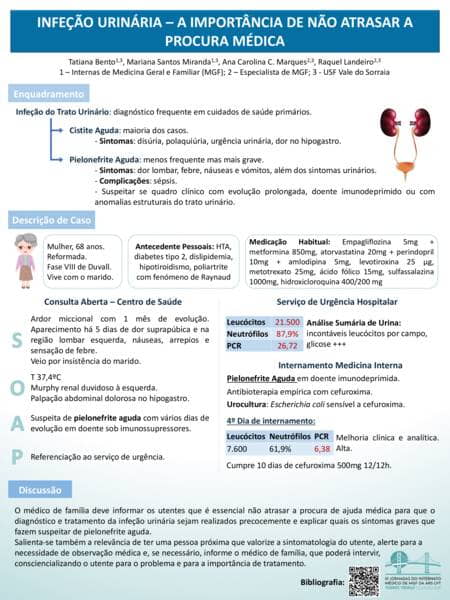 INFEÇÃO URINÁRIA – A IMPORTÂNCIA DE NÃO ATRASAR A
PROCURA MÉDICA
Tatiana Bento1,3, Mariana Santos Miranda1,3, Ana Carolina C. Marques2,3, Raquel Landeiro2,3
1 – Internas de Medicina Geral e Familiar (MGF); 2 – Especialista de MGF; 3 - USF Vale do Sorraia
Enquadramento
Infeção do Trato Urinário: diagnóstico frequente em cuidados de saúde primários.
Cistite Aguda: maioria dos casos.
- Sintomas: disúria, polaquiúria, urgência urinária, dor no hipogastro.
Pielonefrite Aguda: menos frequente mas mais grave.
- Sintomas: dor lombar, febre, náuseas e vómitos, além dos sintomas urinários.
- Complicações: sépsis.
- Suspeitar se quadro clínico com evolução prolongada, doente imunodeprimido ou com
anomalias estruturais do trato urinário.
Descrição de Caso
Mulher, 68 anos.
Reformada.
Fase VIII de Duvall.
Vive com o marido.
Antecedente Pessoais: HTA,
diabetes tipo 2, dislipidemia,
hipotiroidismo, poliartrite
com fenómeno de Raynaud
Medicação Habitual: Empagliflozina 5mg +
metformina 850mg, atorvastatina 20mg + perindopril
10mg + amlodipina 5mg, levotiroxina 25 µg,
metotrexato 25mg, ácido fólico 15mg, sulfassalazina
1000mg, hidroxicloroquina 400/200 mg
Consulta Aberta – Centro de Saúde
S
Ardor miccional com 1 mês de evolução.
Aparecimento há 5 dias de dor suprapúbica e na
região lombar esquerda, náuseas, arrepios e
sensação de febre.
Veio por insistência do marido.
O
T 37,4ºC
Murphy renal duvidoso à esquerda.
Palpação abdominal dolorosa no hipogastro.
A
Suspeita de pielonefrite aguda com vários dias de
evolução em doente sob imunossupressores.
P
Referenciação ao serviço de urgência.
Serviço de Urgência Hospitalar
Leucócitos 21.500
Neutrófilos 87,9%
PCR 26,72
Análise Sumária de Urina:
incontáveis leucócitos por campo,
glicose +++
Internamento Medicina Interna
Pielonefrite Aguda em doente imunodeprimido.
Antibioterapia empírica com cefuroxima.
Urocultura: Escherichia coli sensível a cefuroxima.
4º Dia de internamento:
Leucócitos Neutrófilos PCR
7.600 61,9% 6,38
Melhoria clínica e analítica.
Alta.
Cumpre 10 dias de cefuroxima 500mg 12/12h.
Discussão
O médico de família deve informar os utentes que é essencial não atrasar a procura de ajuda médica para que o
diagnóstico e tratamento da infeção urinária sejam realizados precocemente e explicar quais os sintomas graves que
fazem suspeitar de pielonefrite aguda.
Salienta-se também a relevância de ter uma pessoa próxima que valorize a sintomatologia do utente, alerte para a
necessidade de observação médica e, se necessário, informe o médico de família, que poderá intervir,
consciencializando o utente para o problema e para a importância de tratamento.
Bibliografia: